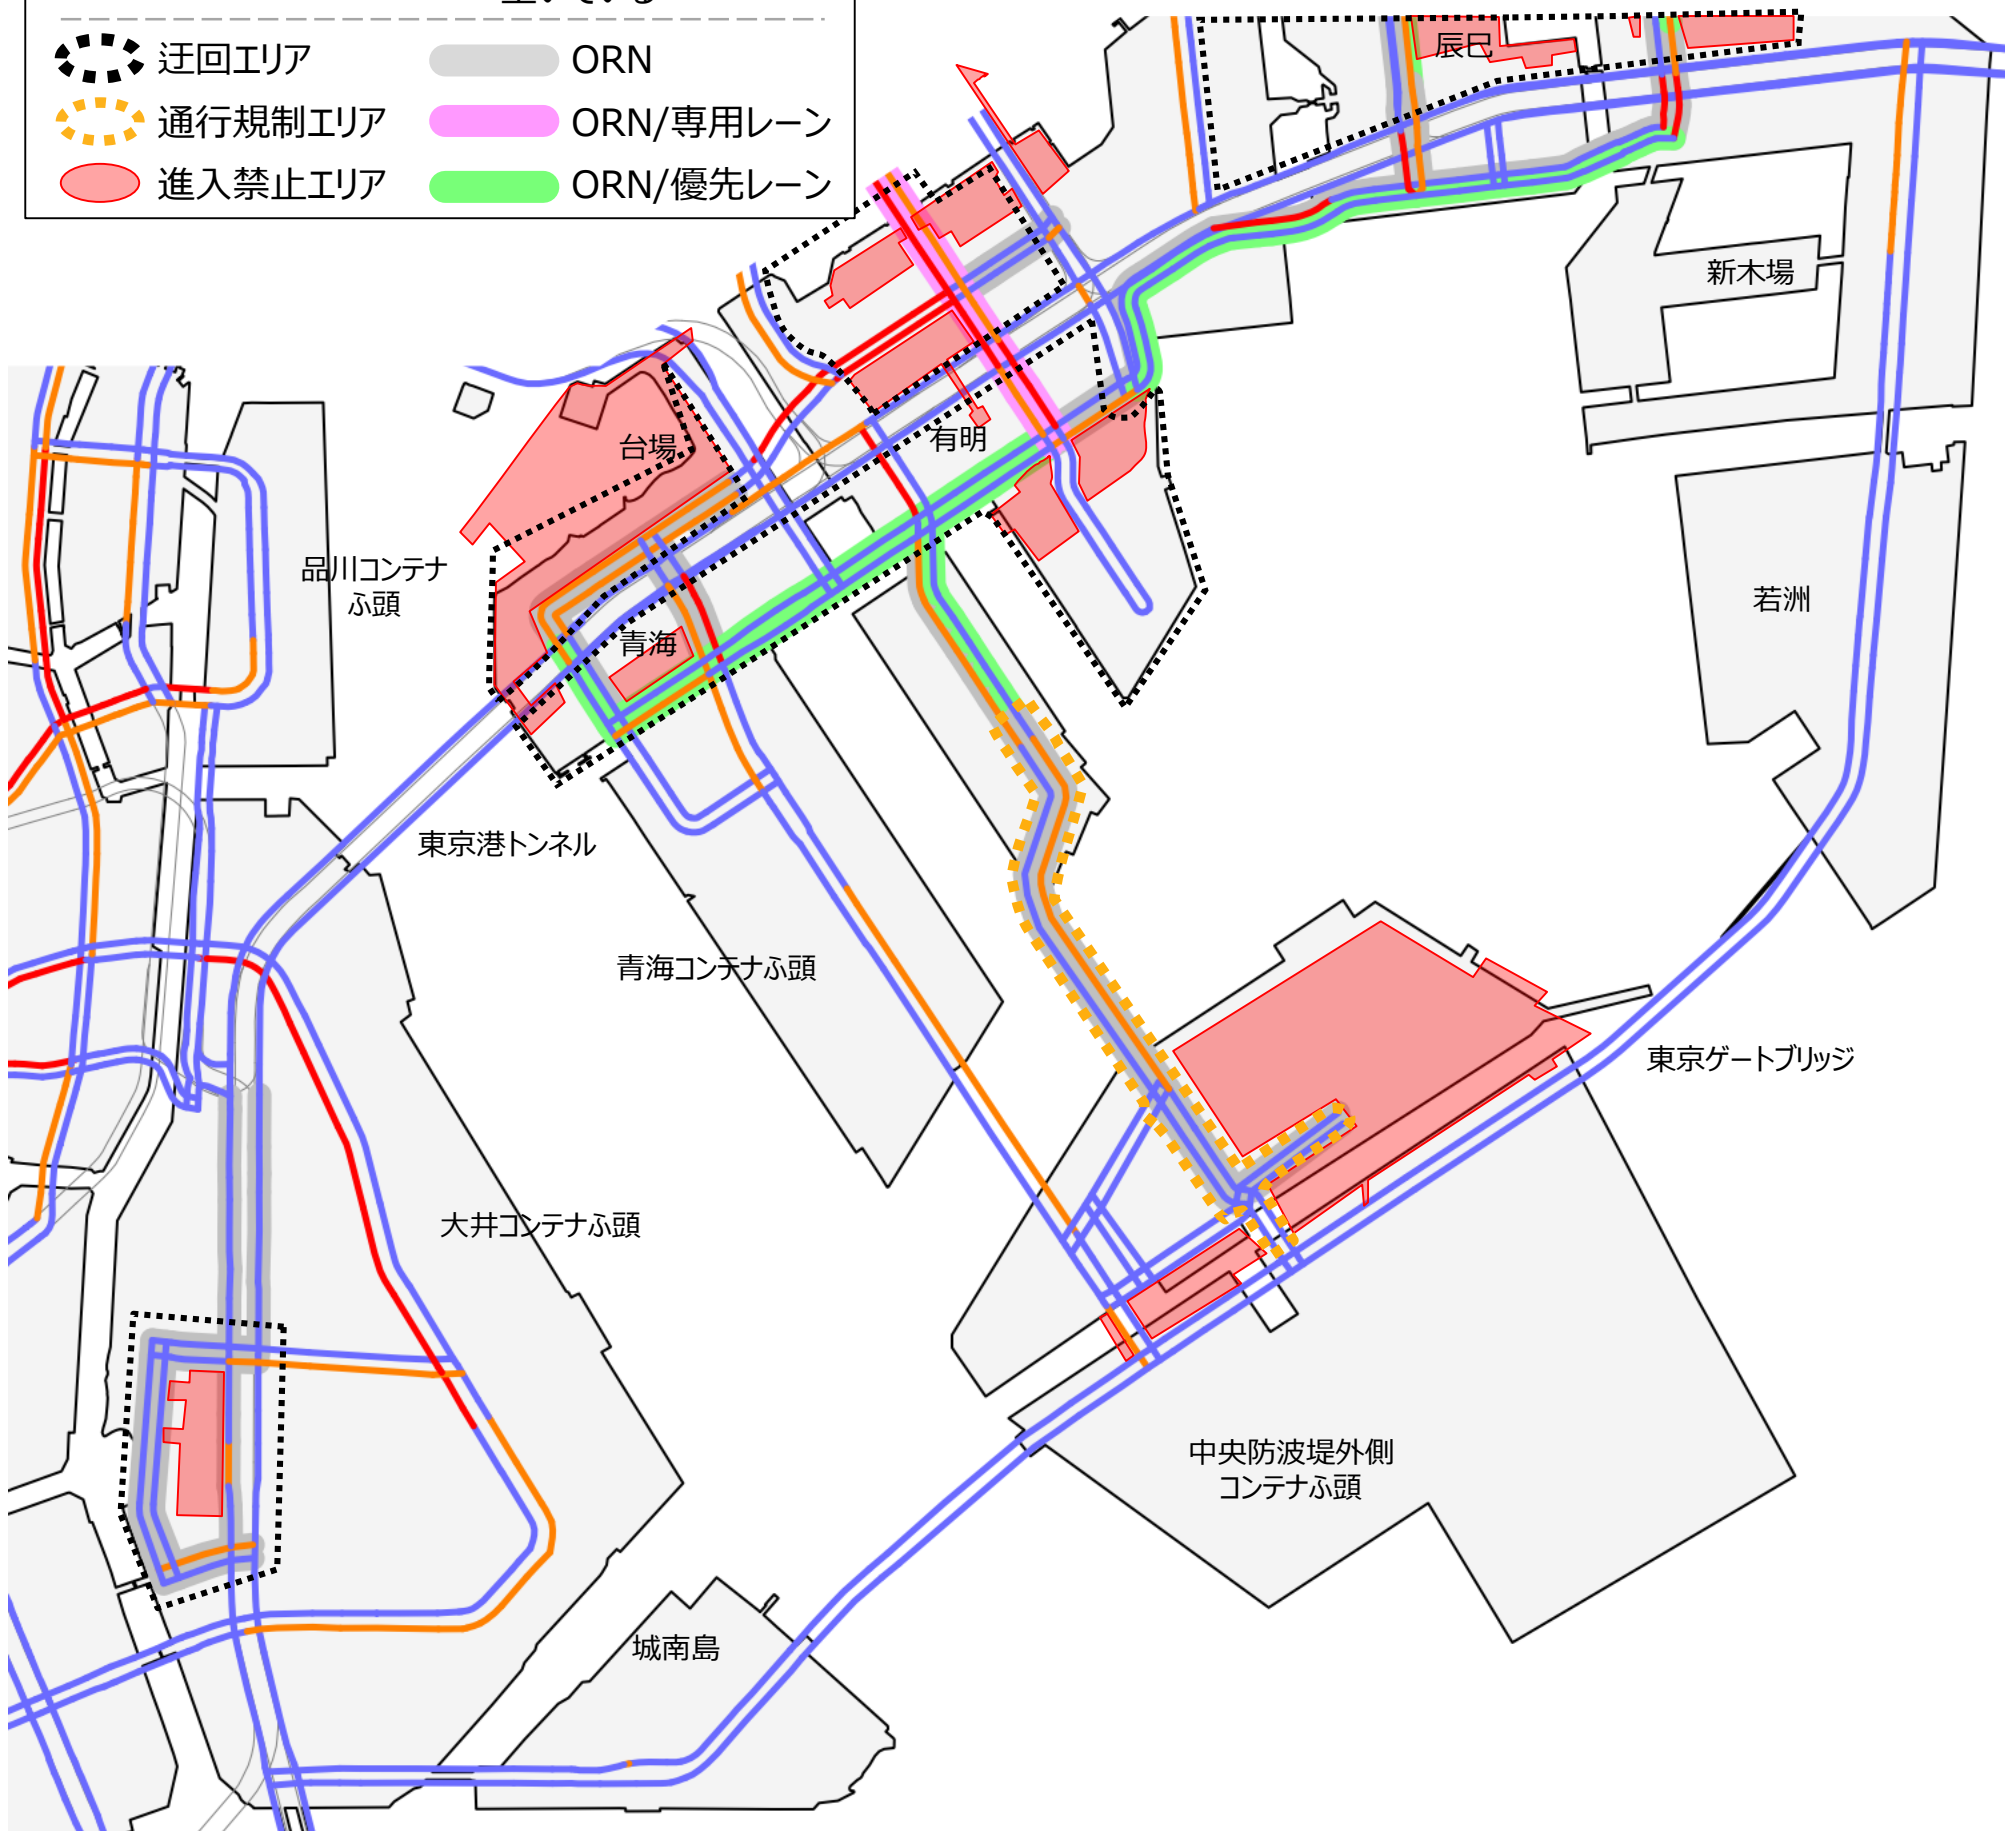 空いている
迂回エリア
ORN
通行規制エリア
ORN/専用レーン
進入禁止エリア
ORN/優先レーン
辰巳
新木場
台場
有明
品川コンテナ
ふ頭
若洲
青海
東京港トンネル
青海コンテナふ頭
東京ゲートブリッジ
大井コンテナふ頭
中央防波堤外側
コンテナふ頭
城南島